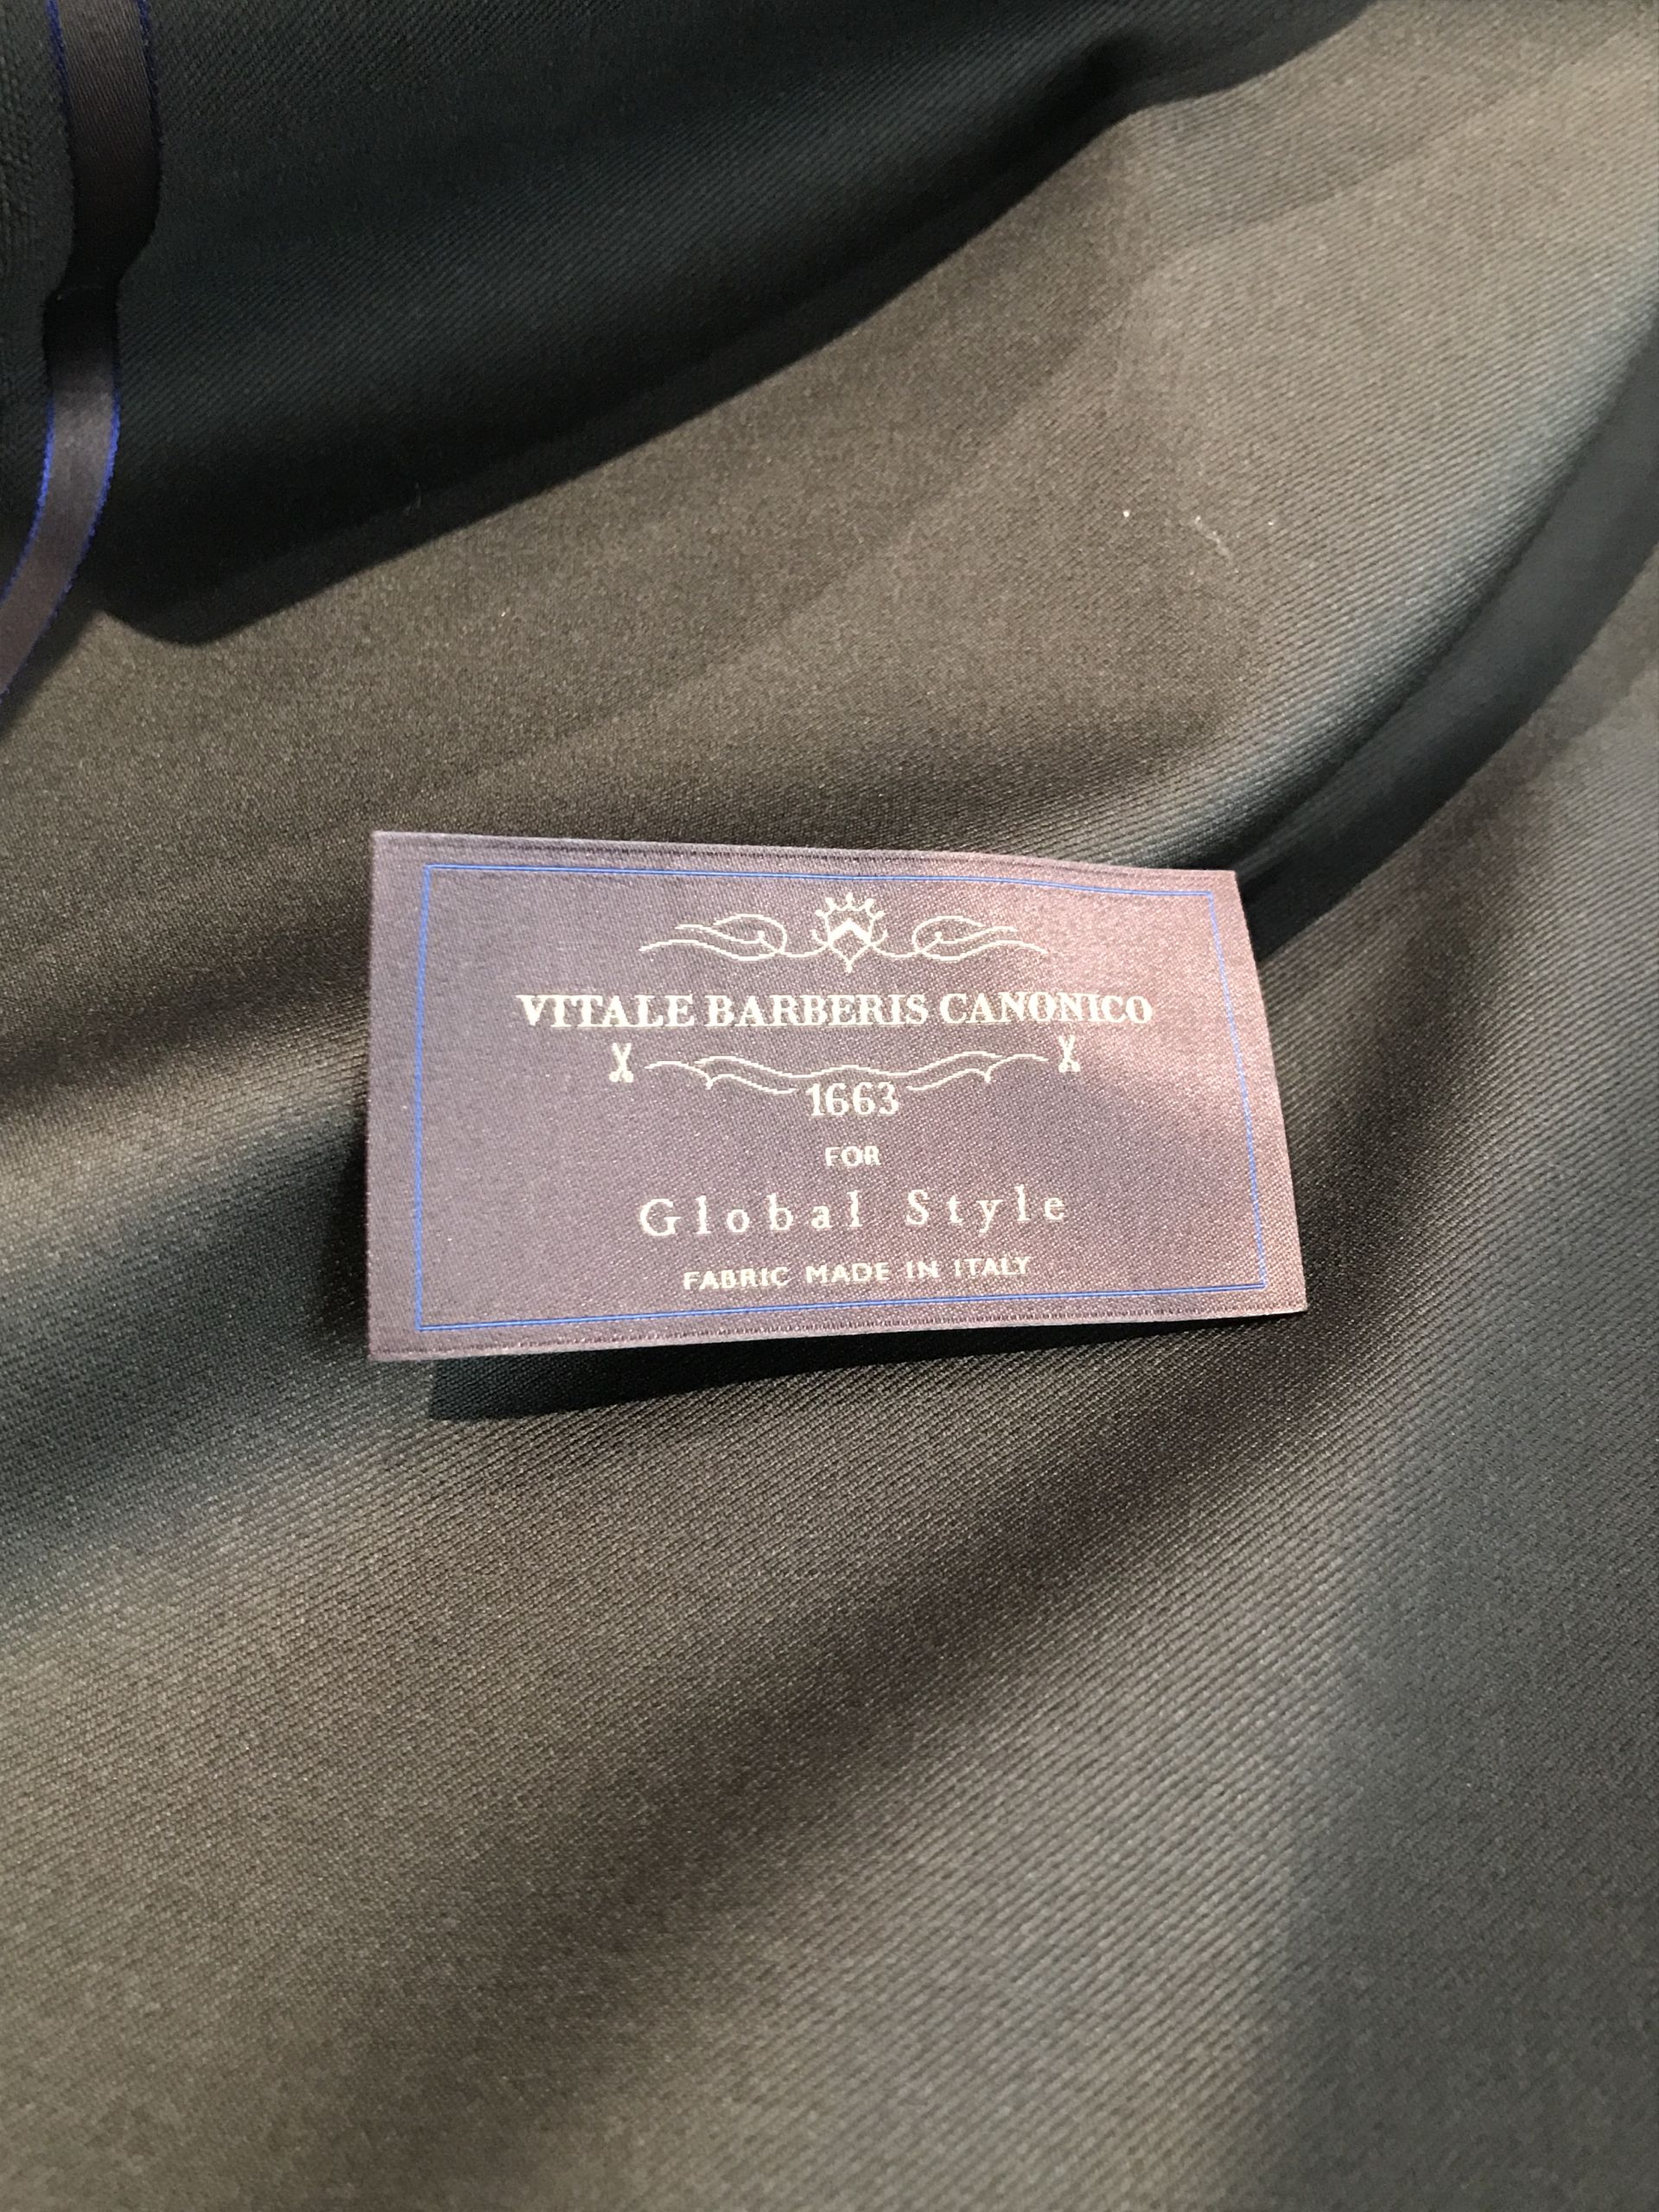 VITALE BARBERIS CANONICO
1663
FOR
Global Style
FABRIC MADE IN ITALY